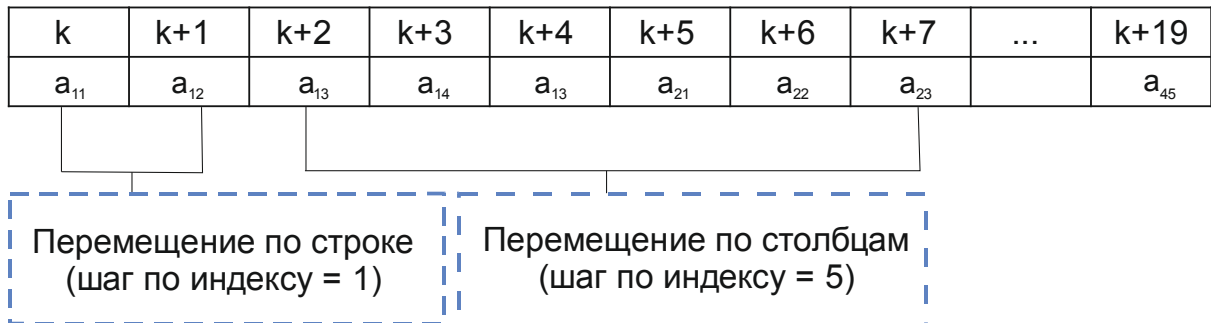 k k+1 k+2 k+3 k+4 k+5 k+6 k+7 ... k+19
a₁₁ a₁₂ a₁₃ a₁₄ a₁₃ a₂₁ a₂₂ a₂₃ a₄₅
Перемещение по строке
(шаг по индексу = 1)
Перемещение по столбцам
(шаг по индексу = 5)